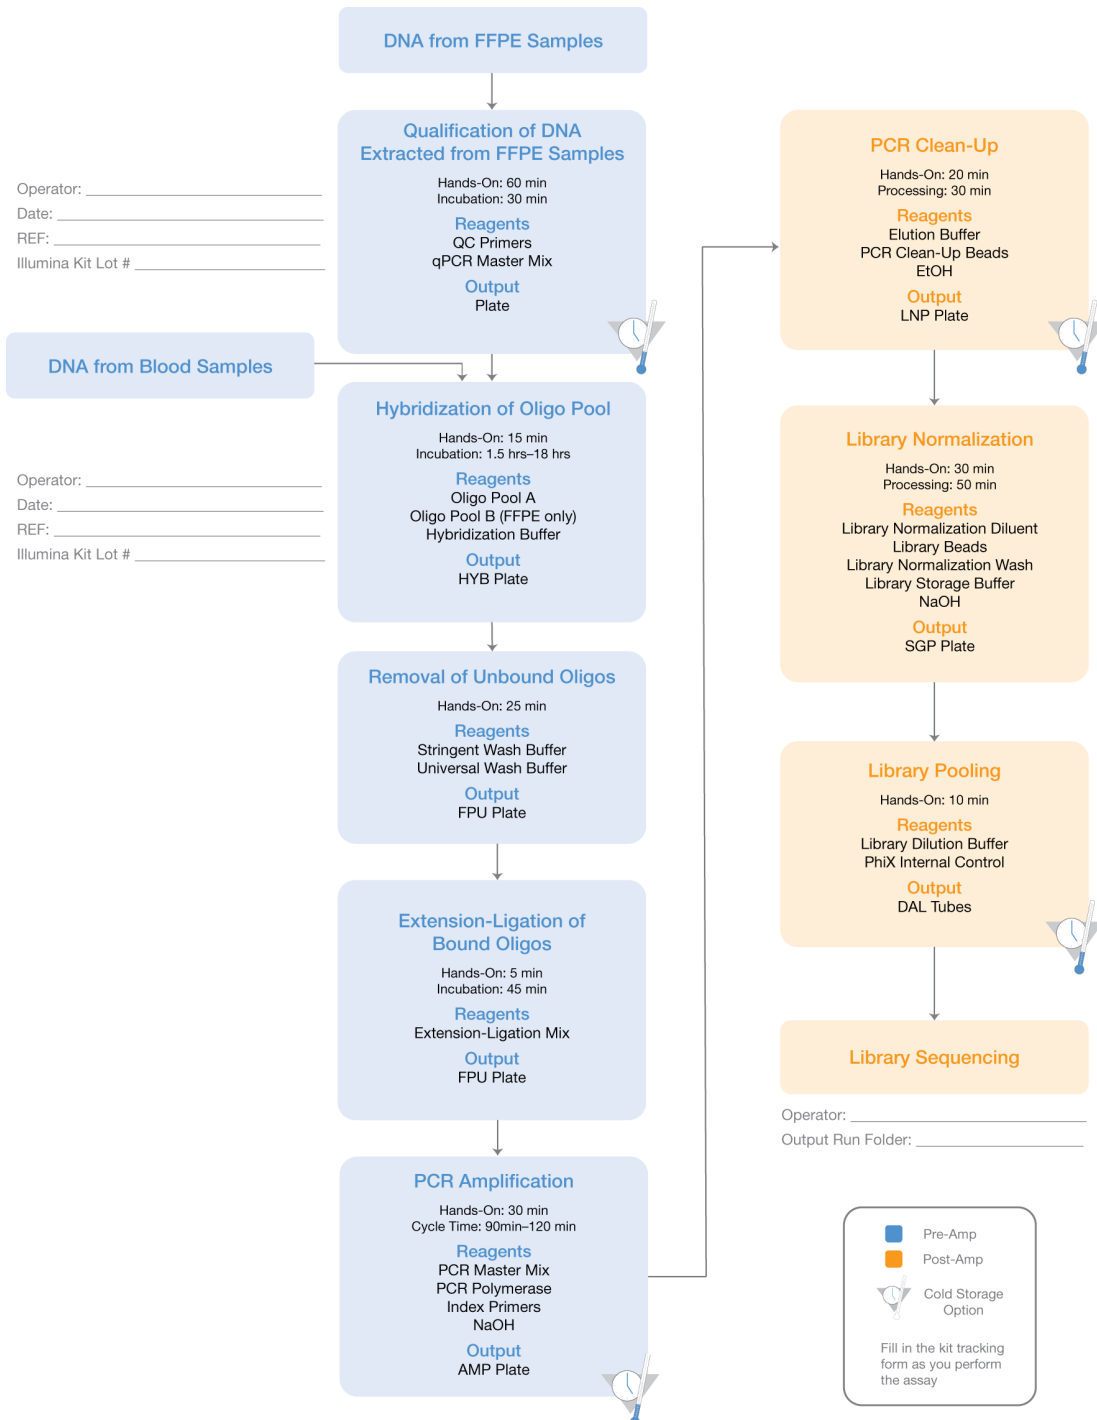 DNA from FFPE Samples
Qualification of DNA
Extracted from FFPE Samples
Hands-On: 60 min
Incubation: 30 min
Reagents
QC Primers
qPCR Master Mix
Output
Plate
Operator:
Date:
REF:
Illumina Kit Lot #
DNA from Blood Samples
Hybridization of Oligo Pool
Hands-On: 15 min
Incubation: 1.5 hrs–18 hrs
Reagents
Oligo Pool A
Oligo Pool B (FFPE only)
Hybridization Buffer
Output
HYB Plate
Operator:
Date:
REF:
Illumina Kit Lot #
Removal of Unbound Oligos
Hands-On: 25 min
Reagents
Stringent Wash Buffer
Universal Wash Buffer
Output
FPU Plate
Extension-Ligation of
Bound Oligos
Hands-On: 5 min
Incubation: 45 min
Reagents
Extension-Ligation Mix
Output
FPU Plate
PCR Amplification
Hands-On: 30 min
Cycle Time: 90min–120 min
Reagents
PCR Master Mix
PCR Polymerase
Index Primers
NaOH
Output
AMP Plate
PCR Clean-Up
Hands-On: 20 min
Processing: 30 min
Reagents
Elution Buffer
PCR Clean-Up Beads
EtOH
Output
LNP Plate
Library Normalization
Hands-On: 30 min
Processing: 50 min
Reagents
Library Normalization Diluent
Library Beads
Library Normalization Wash
Library Storage Buffer
NaOH
Output
SGP Plate
Library Pooling
Hands-On: 10 min
Reagents
Library Dilution Buffer
PhiX Internal Control
Output
DAL Tubes
Library Sequencing
Operator:
Output Run Folder:
Pre-Amp
Post-Amp
Cold Storage
Option
Fill in the kit tracking
form as you perform
the assay